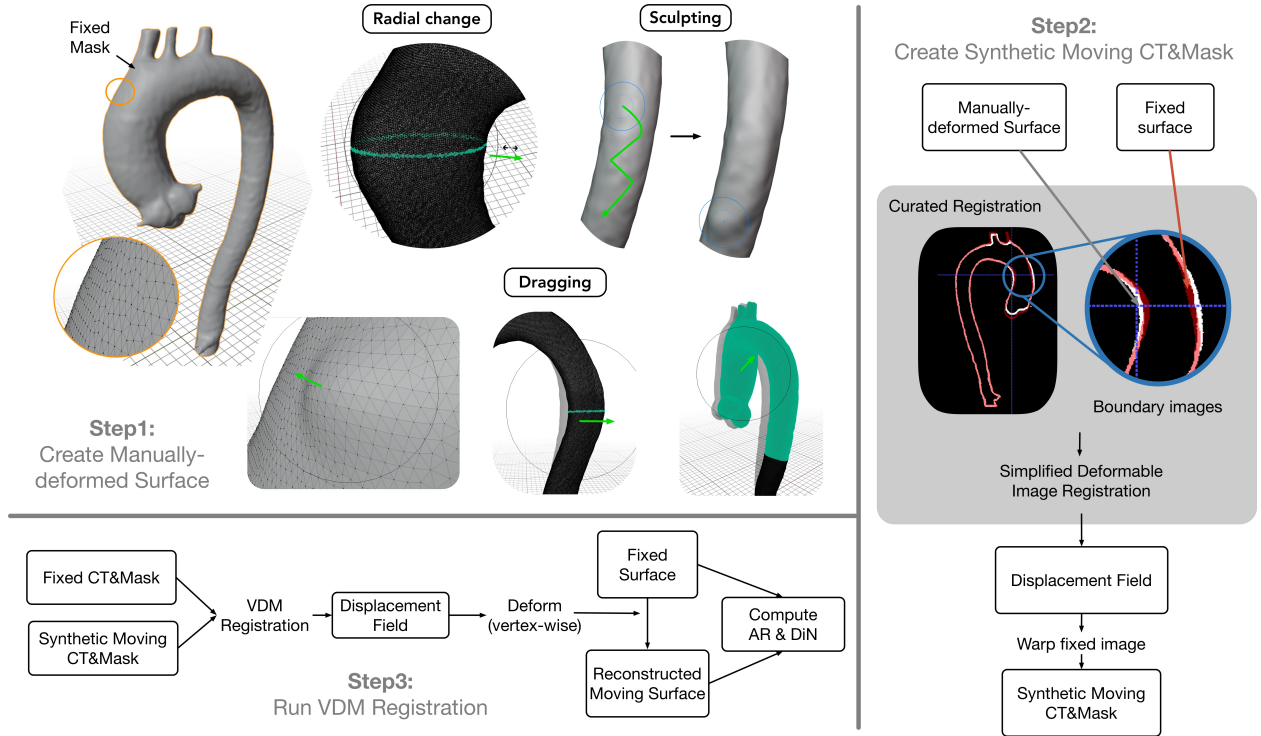 Fixed
Mask
Radial change
Sculpting
Dragging
Step1:
Create Manually-
deformed Surface
Step2:
Create Synthetic Moving CT&Mask
Manually-
deformed Surface
Fixed
surface
Curated Registration
Boundary images
Simplified Deformable
Image Registration
Displacement Field
Warp fixed image
Synthetic Moving
CT&Mask
Fixed CT&Mask
Synthetic Moving
CT&Mask
VDM
Registration
Displacement
Field
Deform
(vertex-wise)
Fixed
Surface
Reconstructed
Moving Surface
Compute
AR & DiN
Step3:
Run VDM Registration